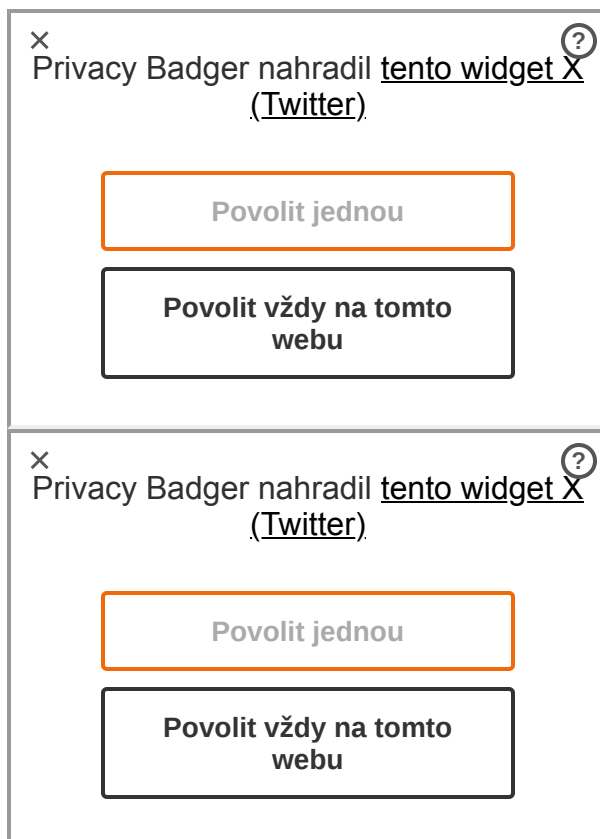 ×
?
Privacy Badger nahradil tento widget X
(Twitter)
Povolit jednou
Povolit vždy na tomto
webu
×
?
Privacy Badger nahradil tento widget X
(Twitter)
Povolit jednou
Povolit vždy na tomto
webu